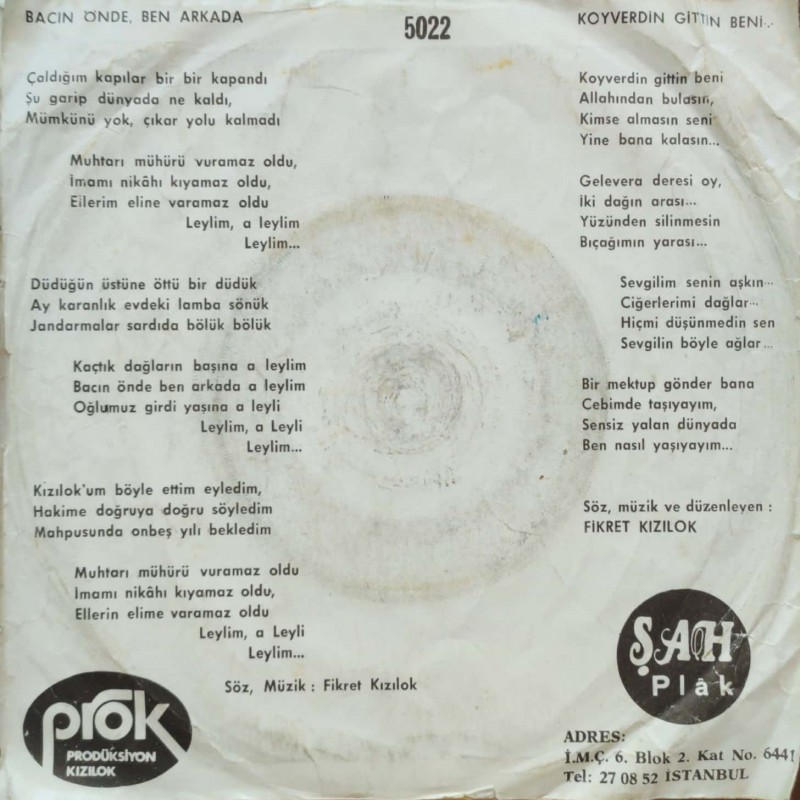 BACIN ÖNDE, BEN ARKADA
5022
KOYVERDİN GİTTİN BENİ..
Çaldığım kapılar bir bir kapandı
Şu garip dünyada ne kaldı,
Mümkünü yok, çıkar yolu kalmadı
Muhtarı mühürü vuramaz oldu,
İmamı nikâhı kıyamaz oldu,
Eilerim eline varamaz oldu
Leylim, a leylim
Leylim...
Düdüğün üstüne öttü bir düdük
Ay karanlık evdeki lamba sönük
Jandarmalar sardıda bölük bölük
Kaçtık dağların başına a leylim
Bacın önde ben arkada a leylim
Oğlumuz girdi yaşına a leyli
Leylim, a Leyli
Leylim...
Kızılok'um böyle ettim eyledim,
Hakime doğruya doğru söyledim
Mahpusunda onbeş yılı bekledim
Muhtarı mühürü vuramaz oldu
İmamı nikâhı kıyamaz oldu,
Ellerin elime varamaz oldu
Leylim, a Leyli
Leylim...
Söz, Müzik : Fikret Kızılok
Koyverdin gittin beni
Allahından bulasın,
Kimse almasın seni
Yine bana kalasın...
Gelevera deresi oy,
İki dağın arası...
Yüzünden silinmesin
Bıçağımın yarası...
Sevgilim senin aşkın...
Ciğerlerimi dağlar...
Hiçmi düşünmedin sen
Sevgilin böyle ağlar...
Bir mektup gönder bana
Cebimde taşıyayım,
Sensiz yalan dünyada
Ben nasıl yaşıyayım...
Söz, müzik ve düzenleyen :
FİKRET KIZILOK
prok
PRODÜKSİYON
KIZILOK
ŞAH
Plâk
ADRES:
İ.M.Ç. 6. Blok 2. Kat No. 6441
Tel: 27 08 52 İSTANBUL